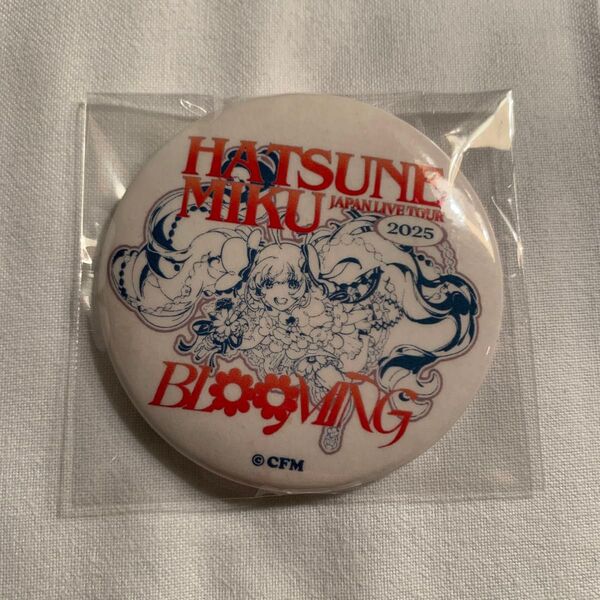 HATSUNE
MIKU JAPAN LIVE TOUR
2025
BLOOMING
© CFM